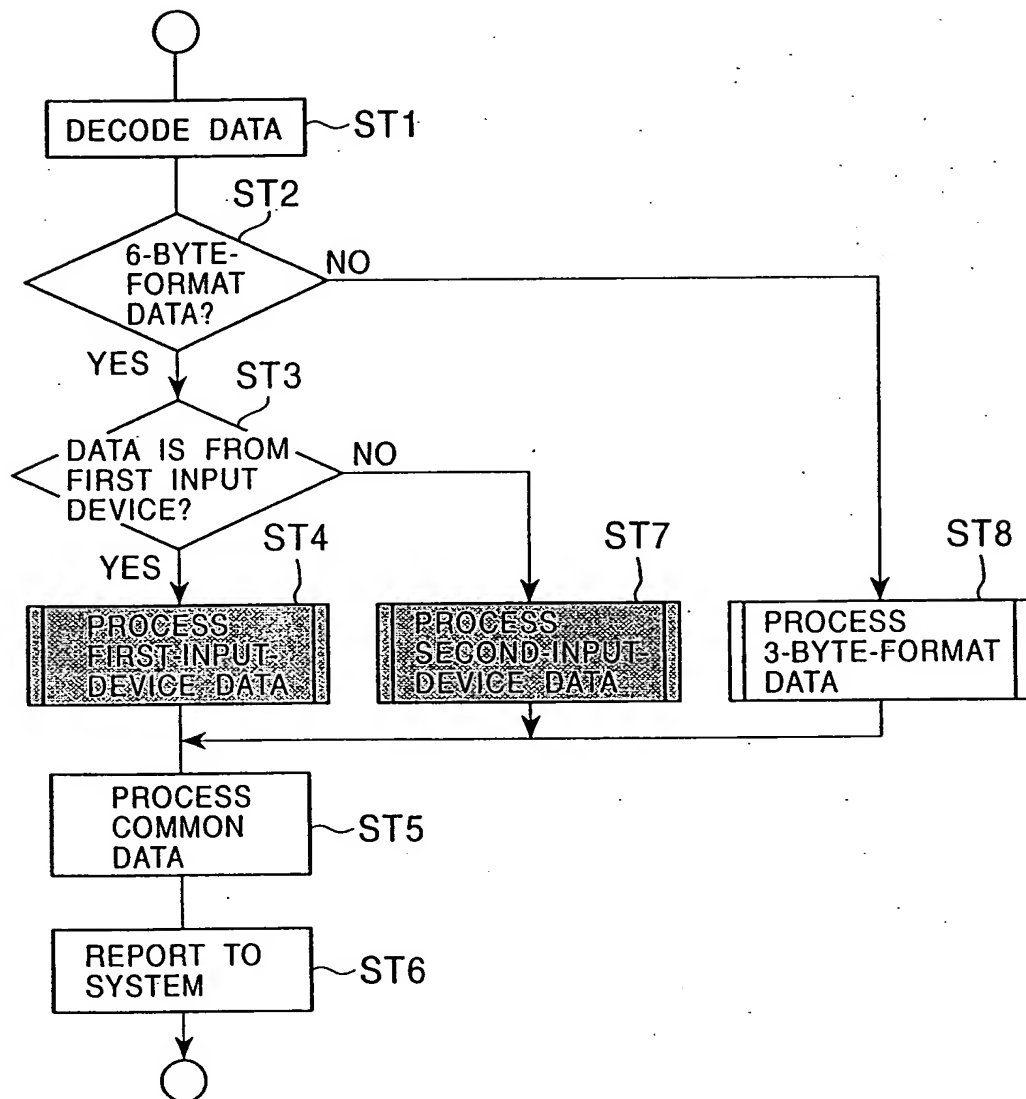 DECODE DATA
ST1
ST2
6-BYTE-
FORMAT
DATA?
NO
YES
ST3
DATA IS FROM
FIRST INPUT
DEVICE?
NO
YES
ST4
ST7
ST8
PROCESS
FIRST-INPUT-
DEVICE DATA
PROCESS
SECOND-INPUT-
DEVICE DATA
PROCESS
3-BYTE-FORMAT
DATA
PROCESS
COMMON
DATA
ST5
REPORT TO
SYSTEM
ST6